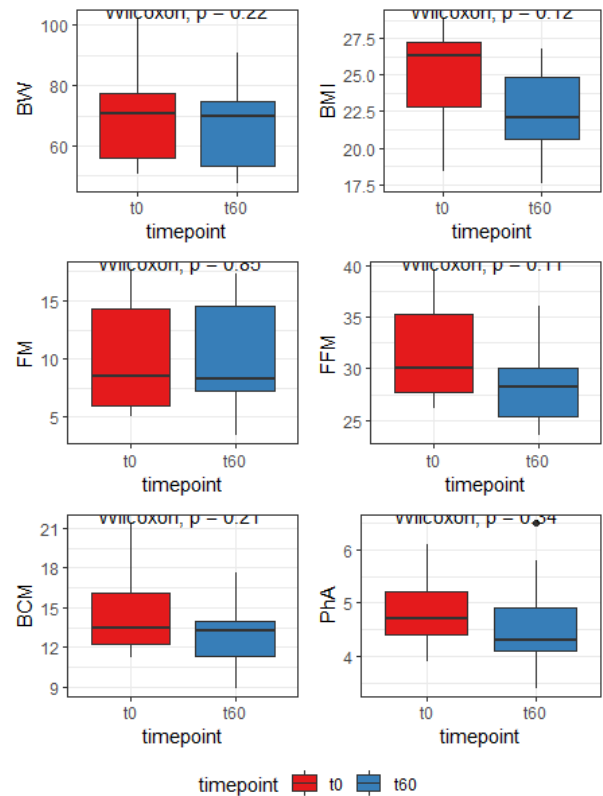 Wilcoxon, p = 0.22
100
80
60
BW
t0
t60
timepoint
Wilcoxon, p = 0.12
27.5
25.0
22.5
20.0
17.5
BMI
t0
t60
timepoint
Wilcoxon, p = 0.85
15
10
5
FM
t0
t60
timepoint
Wilcoxon, p = 0.11
40
35
30
25
FFM
t0
t60
timepoint
Wilcoxon, p = 0.21
21
18
15
12
9
BCM
t0
t60
timepoint
Wilcoxon, p = 0.34
6
5
4
PhA
t0
t60
timepoint
timepoint t0 t60